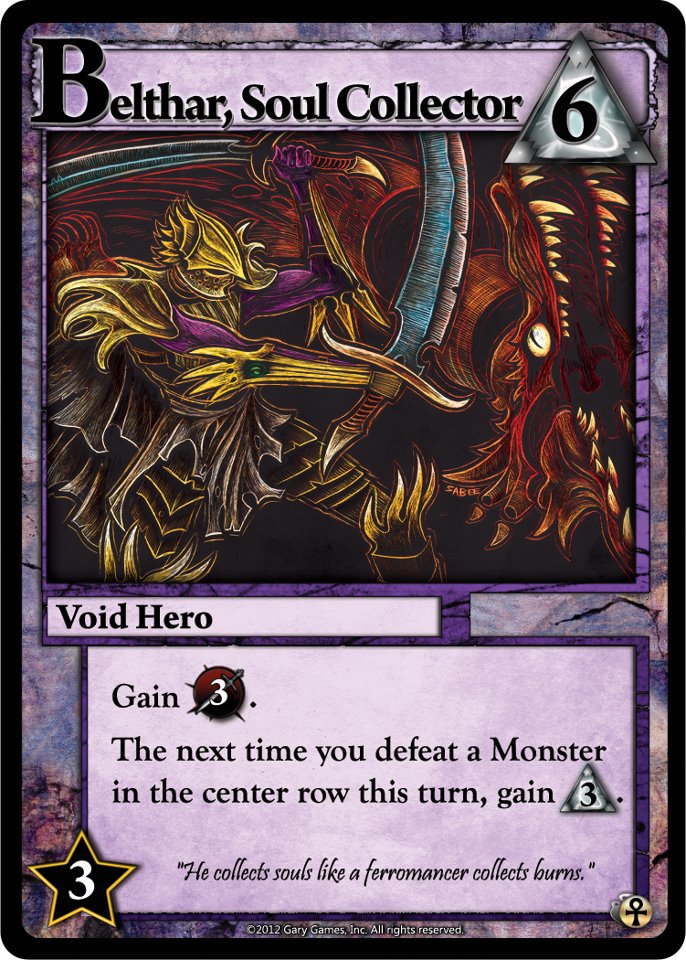 Belthar, Soul Collector
6
SABEE
Void Hero
Gain 3.
The next time you defeat a Monster
in the center row this turn, gain 3.
3
"He collects souls like a ferromancer collects burns."
©2012 Gary Games, Inc. All rights reserved.